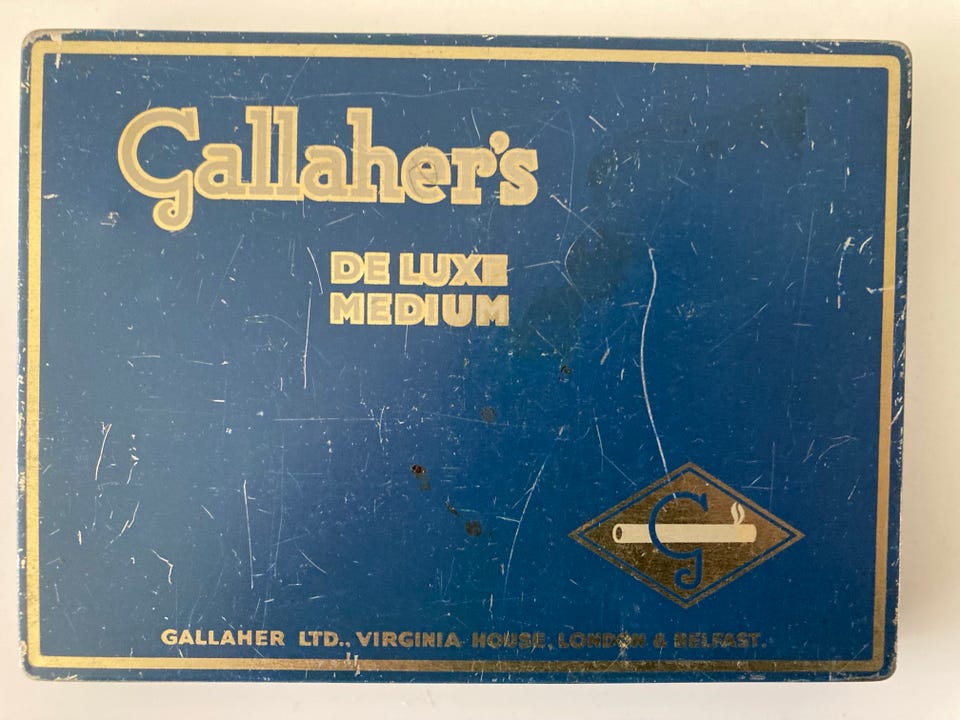 Gallaher's
DE LUXE
MEDIUM
G
GALLAHER LTD., VIRGINIA HOUSE, LONDON & BELFAST.